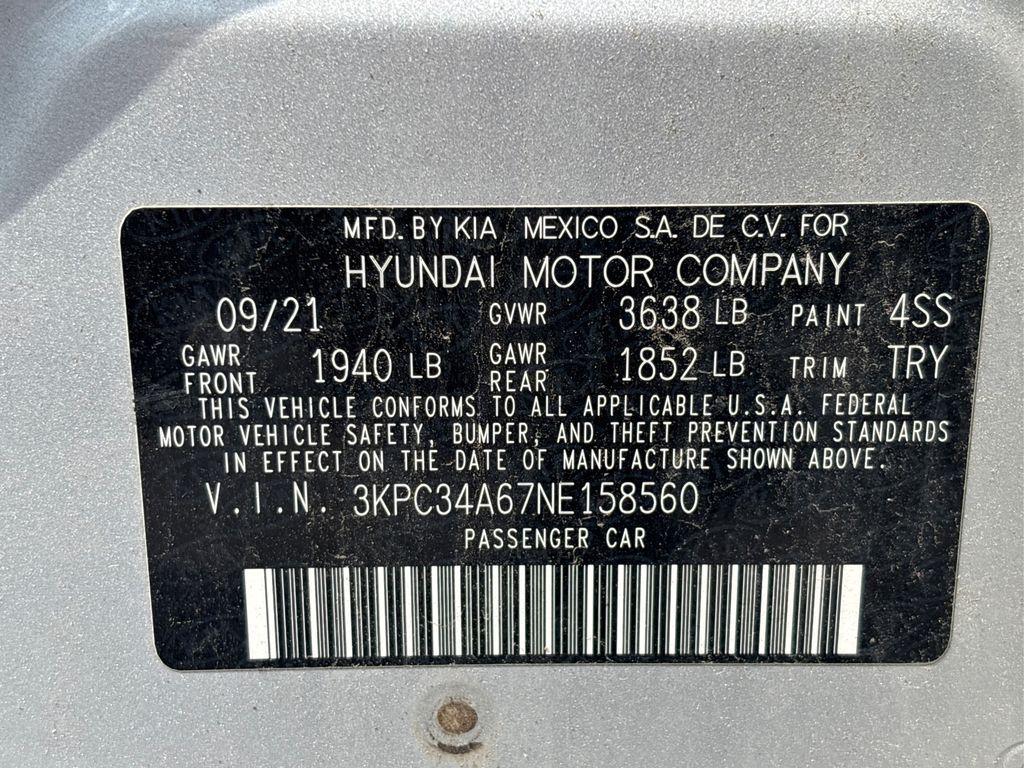 MFD. BY KIA MEXICO S.A. DE C.V. FOR
HYUNDAI MOTOR COMPANY
09/21 GVWR 3638 LB PAINT 4SS
GAWR FRONT 1940 LB GAWR REAR 1852 LB TRIM TRY
THIS VEHICLE CONFORMS TO ALL APPLICABLE U.S.A. FEDERAL
MOTOR VEHICLE SAFETY, BUMPER, AND THEFT PREVENTION STANDARDS
IN EFFECT ON THE DATE OF MANUFACTURE SHOWN ABOVE.
V.I.N. 3KPC34A67NE158560
PASSENGER CAR